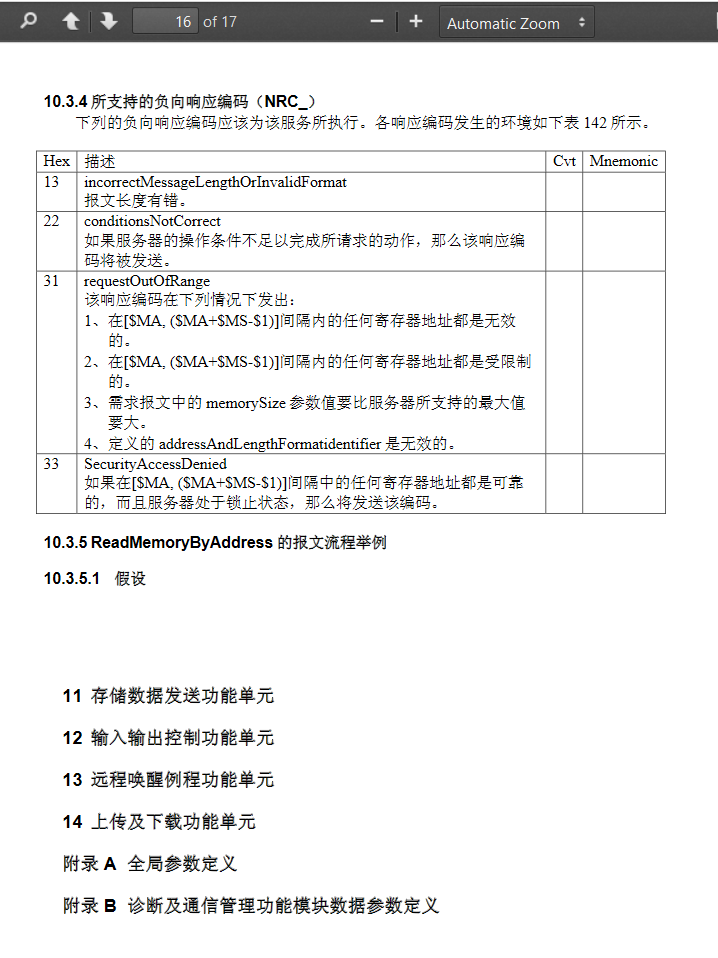 16 of 17
Automatic Zoom
10.3.4 所支持的负向响应编码（NRC_）
下列的负向响应编码应该为该服务所执行。各响应编码发生的环境如下表 142 所示。
Hex 描述 Cvt Mnemonic
13 incorrectMessageLengthOrInvalidFormat
报文长度有错。
22 conditionsNotCorrect
如果服务器的操作条件不足以完成所请求的动作，那么该响应编
码将被发送。
31 requestOutOfRange
该响应编码在下列情况下发出：
1、在[$MA, ($MA+$MS-$1)]间隔内的任何寄存器地址都是无效
的。
2、在[$MA, ($MA+$MS-$1)]间隔内的任何寄存器地址都是受限制
的。
3、需求报文中的 memorySize 参数值要比服务器所支持的最大值
要大。
4、定义的 addressAndLengthFormatidentifier 是无效的。
33 SecurityAccessDenied
如果在[$MA, ($MA+$MS-$1)]间隔中的任何寄存器地址都是可靠
的，而且服务器处于锁止状态，那么将发送该编码。
10.3.5 ReadMemoryByAddress 的报文流程举例
10.3.5.1 假设
11 存储数据发送功能单元
12 输入输出控制功能单元
13 远程唤醒例程功能单元
14 上传及下载功能单元
附录 A 全局参数定义
附录 B 诊断及通信管理功能模块数据参数定义